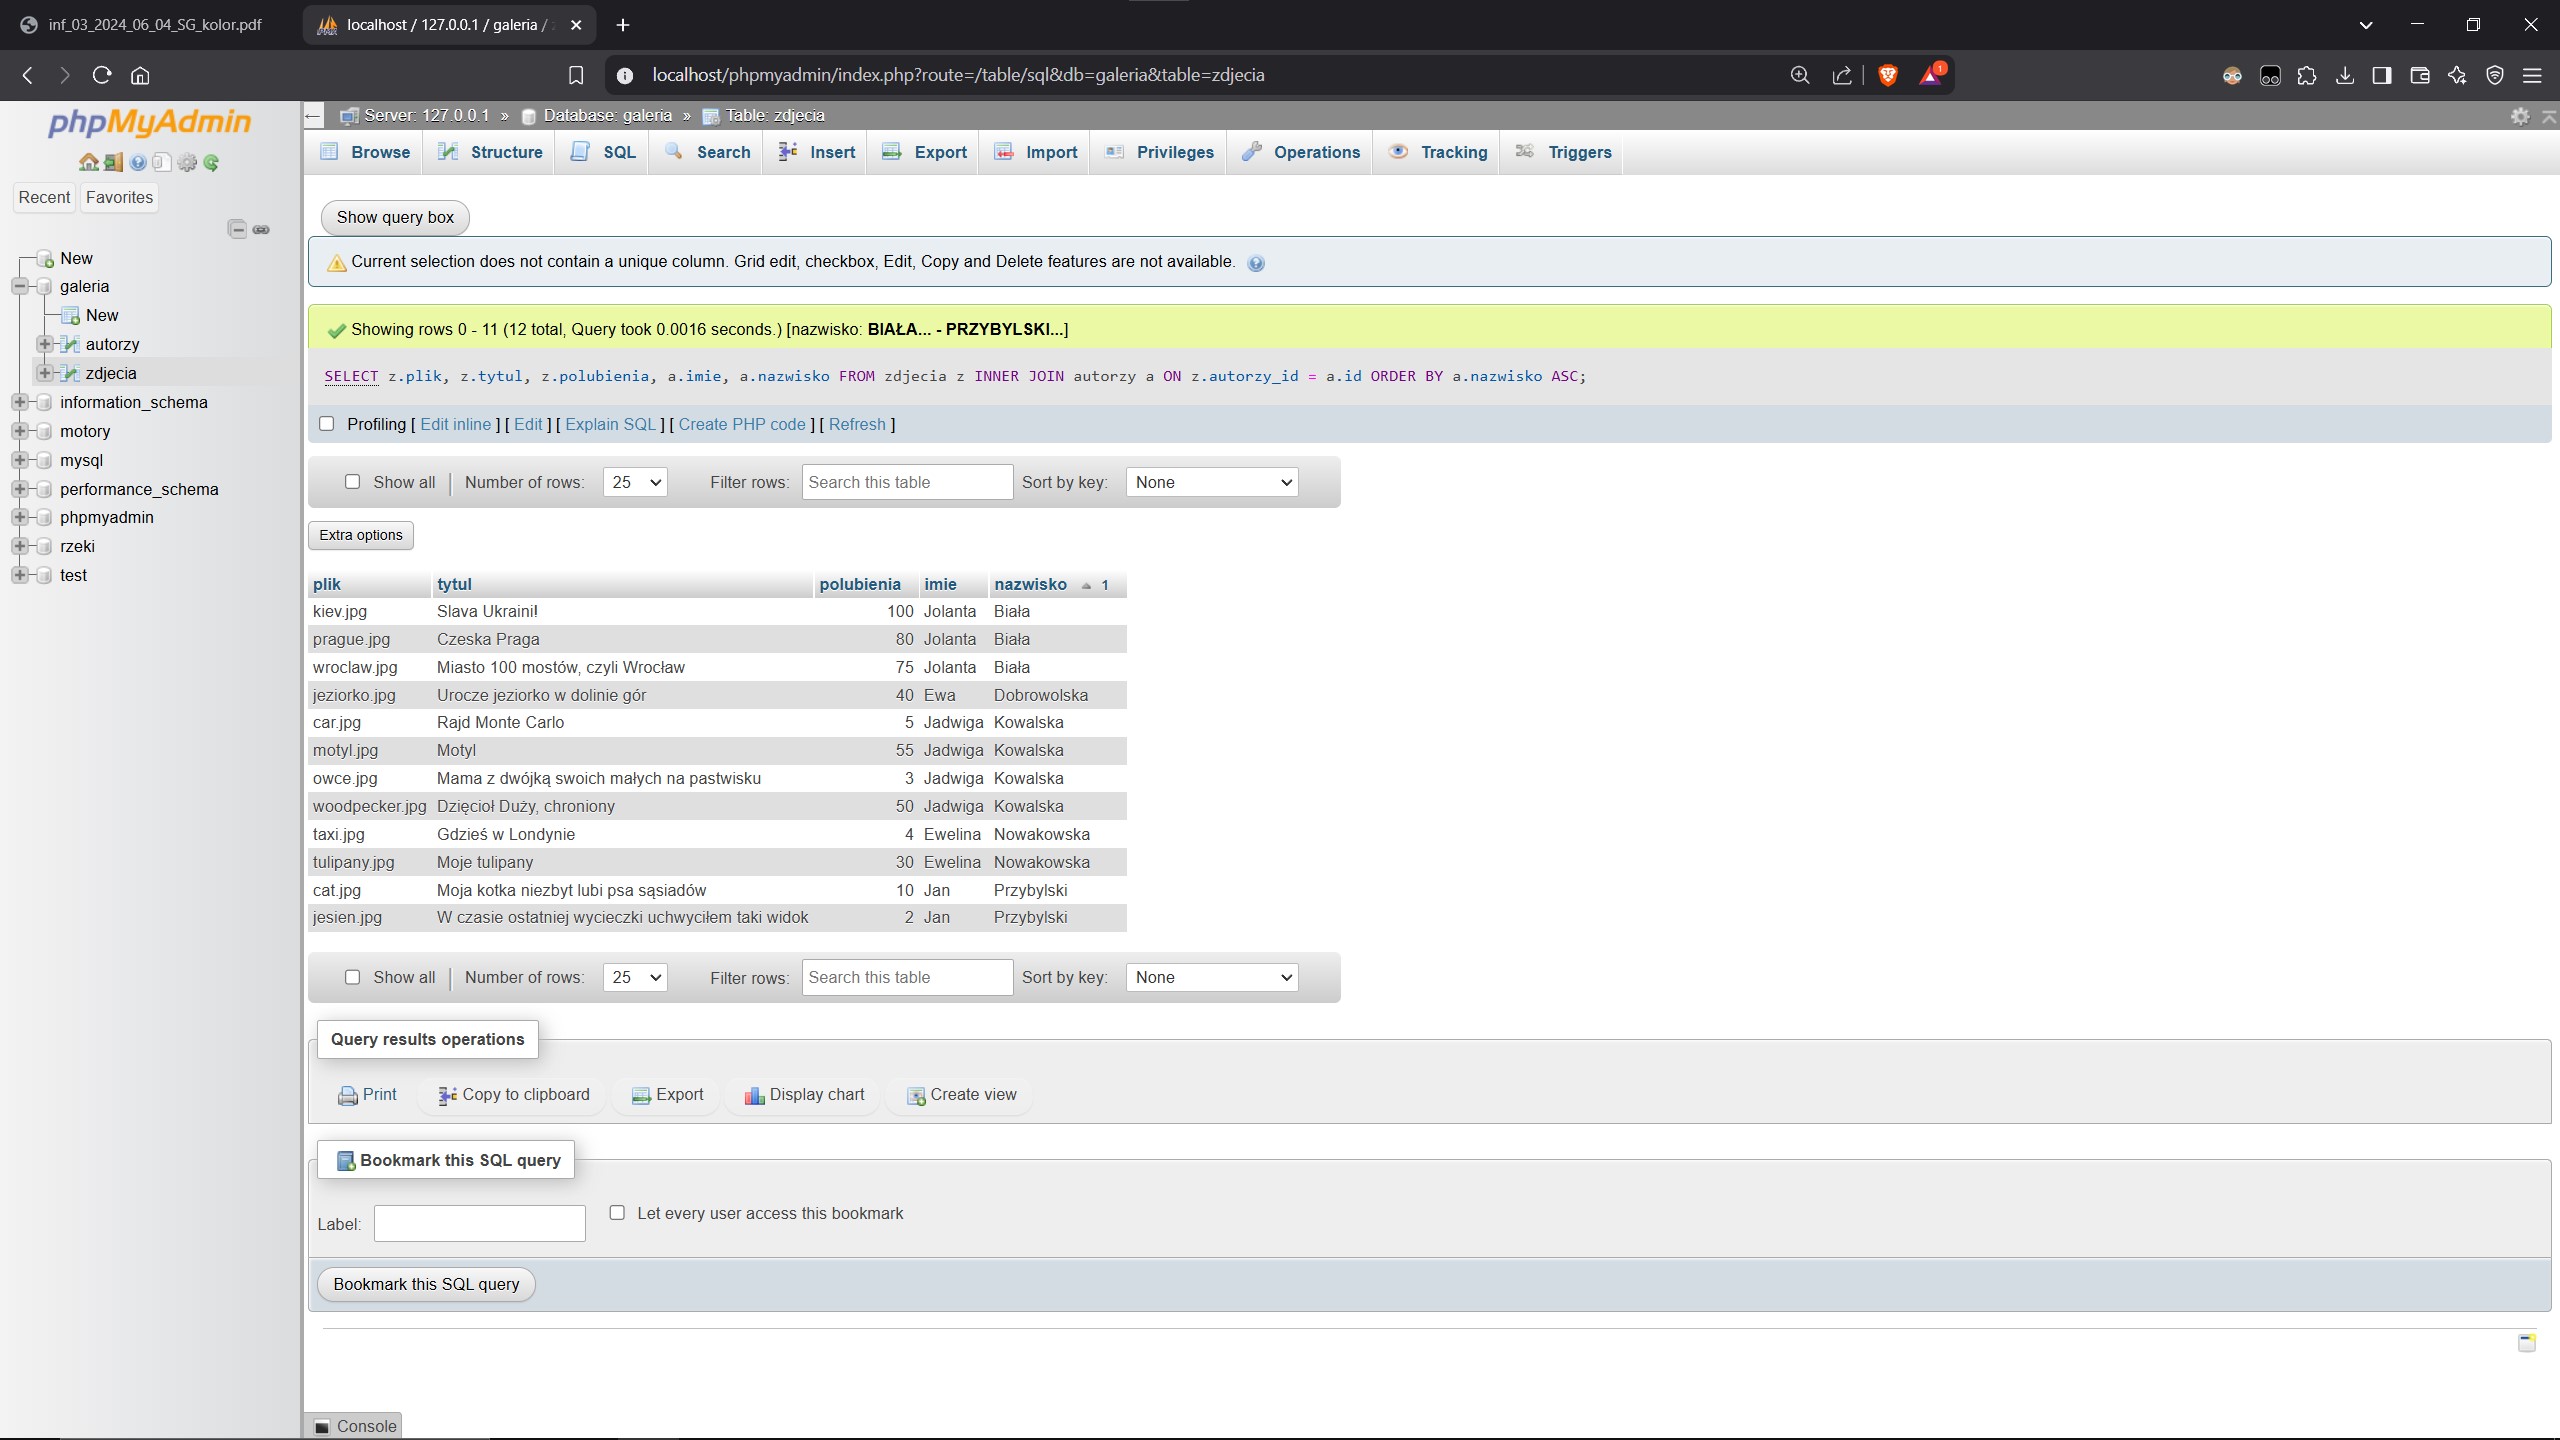 inf_03_2024_06_04_SG_kolor.pdf
localhost / 127.0.0.1 / galeria /
localhost/phpmyadmin/index.php?route=/table/sql&db=galeria&table=zdjecia
1
phpMyAdmin
Recent Favorites
New
galeria
New
autorzy
zdjecia
information_schema
motory
mysql
performance_schema
phpmyadmin
rzeki
test
Server: 127.0.0.1 » Database: galeria » Table: zdjecia
Browse Structure SQL Search Insert Export Import Privileges Operations Tracking Triggers
Show query box
Current selection does not contain a unique column. Grid edit, checkbox, Edit, Copy and Delete features are not available.
Showing rows 0 - 11 (12 total, Query took 0.0016 seconds.) [nazwisko: BIAŁA... - PRZYBYLSKI...]
SELECT z.plik, z.tytul, z.polubienia, a.imie, a.nazwisko FROM zdjecia z INNER JOIN autorzy a ON z.autorzy_id = a.id ORDER BY a.nazwisko ASC;
Profiling [ Edit inline ] [ Edit ] [ Explain SQL ] [ Create PHP code ] [ Refresh ]
Show all Number of rows: 25 Filter rows: Search this table Sort by key: None
Extra options
plik tytul polubienia imie nazwisko 1
kiev.jpg Slava Ukraini! 100 Jolanta Biała
prague.jpg Czeska Praga 80 Jolanta Biała
wroclaw.jpg Miasto 100 mostów, czyli Wrocław 75 Jolanta Biała
jeziorko.jpg Urocze jeziorko w dolinie gór 40 Ewa Dobrowolska
car.jpg Rajd Monte Carlo 5 Jadwiga Kowalska
motyl.jpg Motyl 55 Jadwiga Kowalska
owce.jpg Mama z dwójką swoich małych na pastwisku 3 Jadwiga Kowalska
woodpecker.jpg Dzięcioł Duży, chroniony 50 Jadwiga Kowalska
taxi.jpg Gdzieś w Londynie 4 Ewelina Nowakowska
tulipany.jpg Moje tulipany 30 Ewelina Nowakowska
cat.jpg Moja kotka niezbyt lubi psa sąsiadów 10 Jan Przybylski
jesien.jpg W czasie ostatniej wycieczki uchwyciłem taki widok 2 Jan Przybylski
Show all Number of rows: 25 Filter rows: Search this table Sort by key: None
Query results operations
Print Copy to clipboard Export Display chart Create view
Bookmark this SQL query
Label: Let every user access this bookmark
Bookmark this SQL query
Console